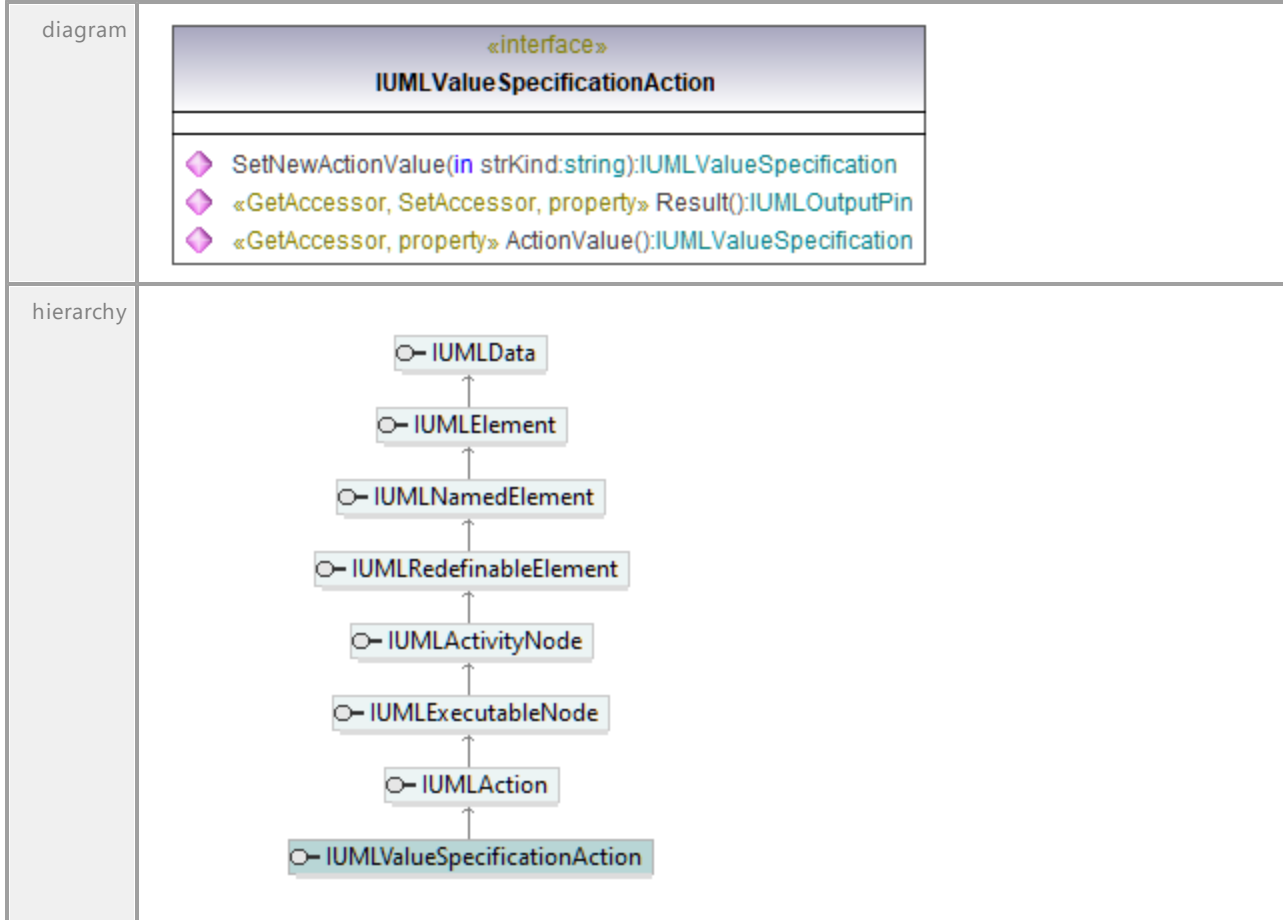 diagram
«interface»
IUMLValueSpecificationAction
SetNewActionValue(in strKind:string):IUMLValueSpecification
«GetAccessor, SetAccessor, property» Result():IUMLOutputPin
«GetAccessor, property» ActionValue():IUMLValueSpecification
hierarchy
IUMLData
IUMLElement
IUMLNamedElement
IUMLRedefinableElement
IUMLActivityNode
IUMLExecutableNode
IUMLAction
IUMLValueSpecificationAction